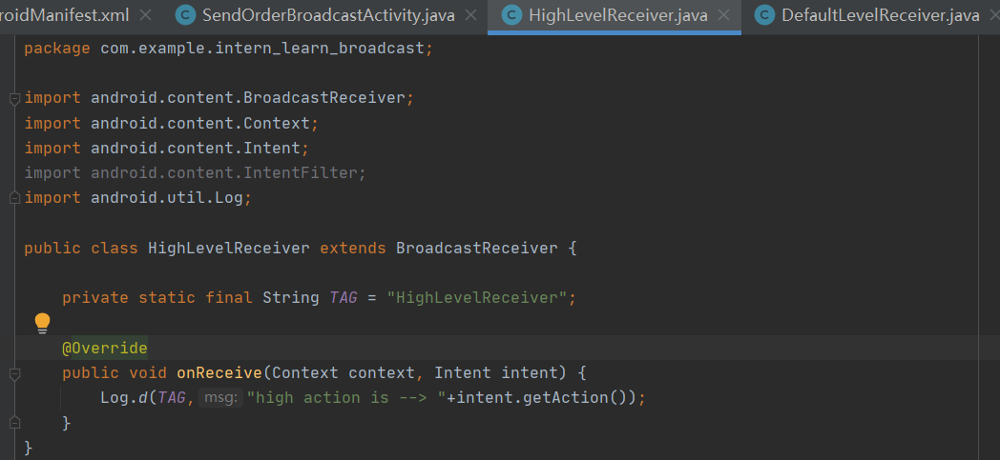 roidManifest.xml SendOrderBroadcastActivity.java HighLevelReceiver.java DefaultLevelReceiver.java
package com.example.intern_learn_broadcast;
import android.content.BroadcastReceiver;
import android.content.Context;
import android.content.Intent;
import android.content.IntentFilter;
import android.util.Log;
public class HighLevelReceiver extends BroadcastReceiver {
private static final String TAG = "HighLevelReceiver";
@Override
public void onReceive(Context context, Intent intent) {
Log.d(TAG, msg: "high action is --> "+intent.getAction());
}
}